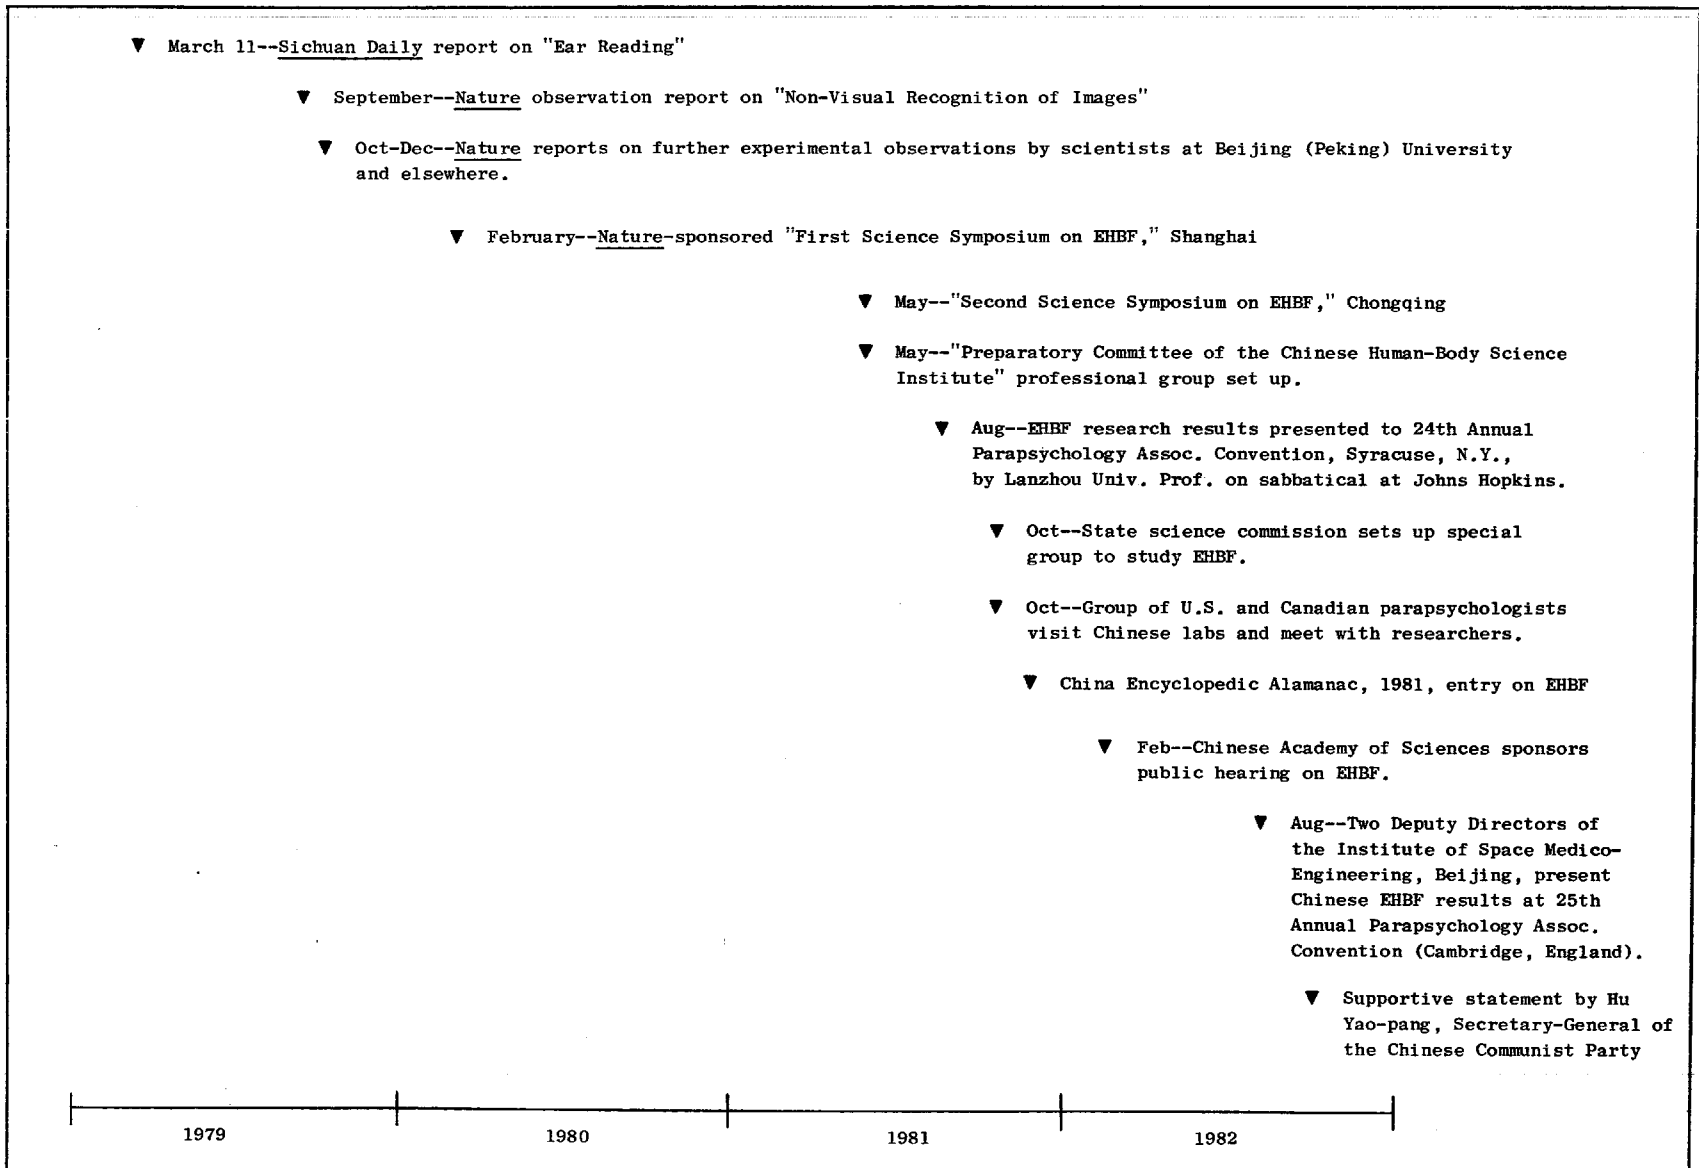 ▼ March 11--Sichuan Daily report on "Ear Reading"
▼ September--Nature observation report on "Non-Visual Recognition of Images"
▼ Oct-Dec--Nature reports on further experimental observations by scientists at Beijing (Peking) University
and elsewhere.
▼ February--Nature-sponsored "First Science Symposium on EHBF," Shanghai
▼ May--"Second Science Symposium on EHBF," Chongqing
▼ May--"Preparatory Committee of the Chinese Human-Body Science
Institute" professional group set up.
▼ Aug--EHBF research results presented to 24th Annual
Parapsychology Assoc. Convention, Syracuse, N.Y.,
by Lanzhou Univ. Prof. on sabbatical at Johns Hopkins.
▼ Oct--State science commission sets up special
group to study EHBF.
▼ Oct--Group of U.S. and Canadian parapsychologists
visit Chinese labs and meet with researchers.
▼ China Encyclopedic Alamanac, 1981, entry on EHBF
▼ Feb--Chinese Academy of Sciences sponsors
public hearing on EHBF.
▼ Aug--Two Deputy Directors of
the Institute of Space Medico-
Engineering, Beijing, present
Chinese EHBF results at 25th
Annual Parapsychology Assoc.
Convention (Cambridge, England).
▼ Supportive statement by Hu
Yao-pang, Secretary-General of
the Chinese Communist Party
1979 1980 1981 1982